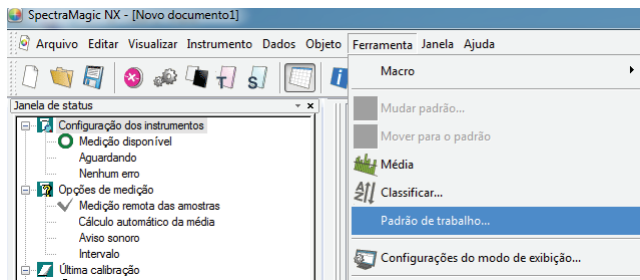 SpectraMagic NX - [Novo documento1]
Arquivo Editar Visualizar Instrumento Dados Objeto Ferramenta Janela Ajuda
Janela de status
Configuração dos instrumentos
Medição disponível
Aguardando
Nenhum erro
Opções de medição
Medição remota das amostras
Cálculo automático da média
Aviso sonoro
Intervalo
Última calibração
Macro
Mudar padrão...
Mover para o padrão
Média
Classificar...
Padrão de trabalho...
Configurações do modo de exibição...